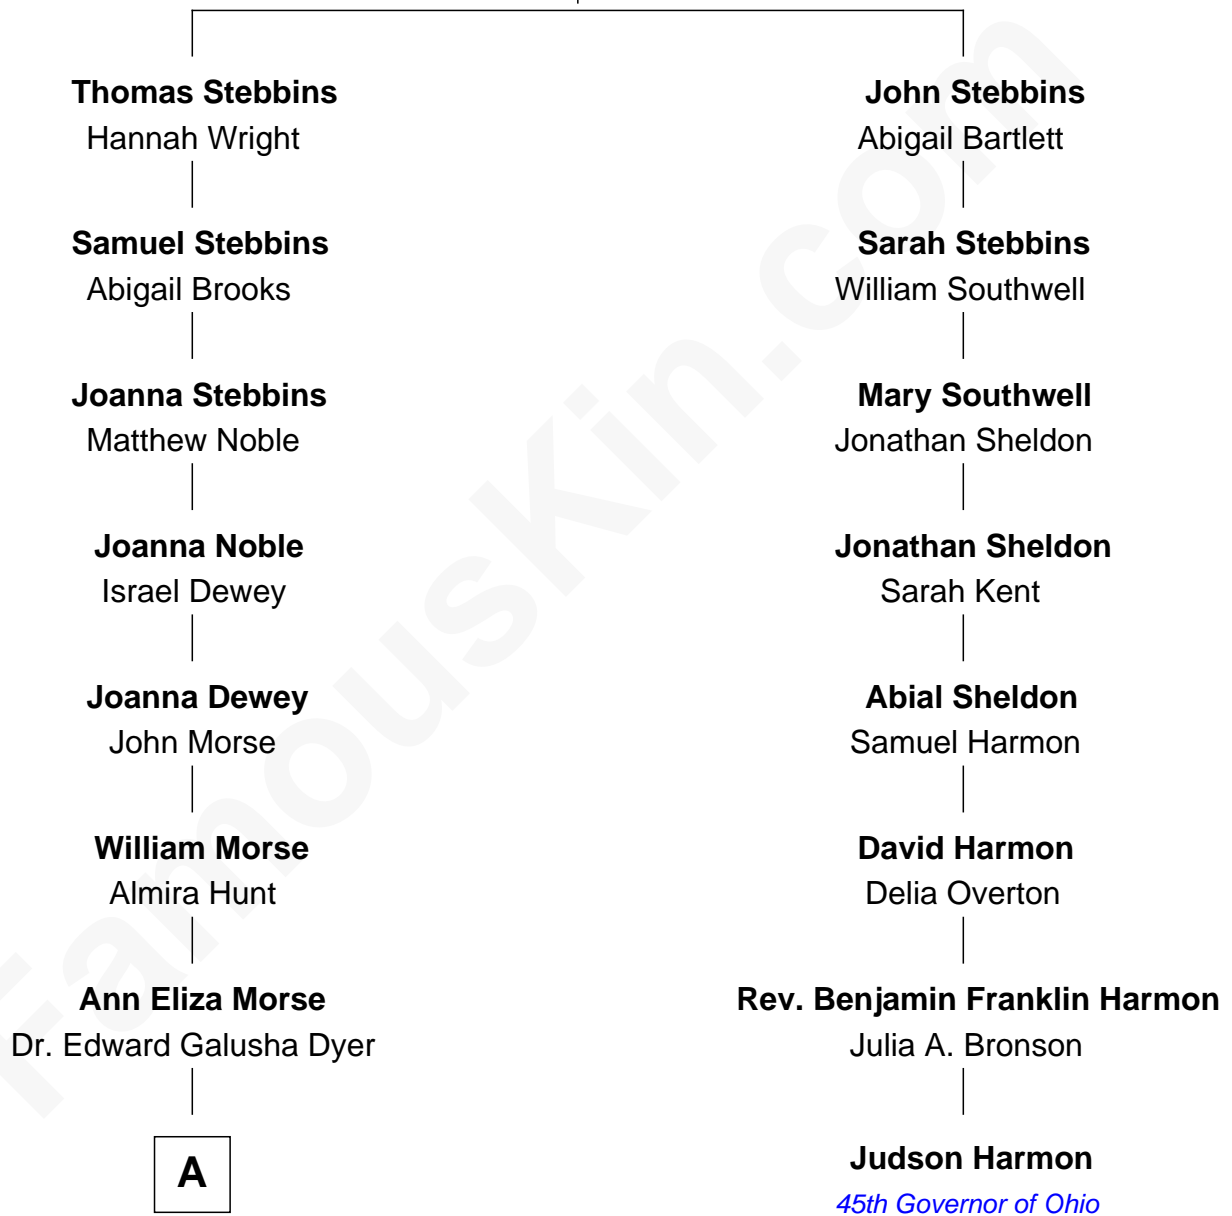 Thomas Stebbins
Hannah Wright
Samuel Stebbins
Abigail Brooks
Joanna Stebbins
Matthew Noble
Joanna Noble
Israel Dewey
Joanna Dewey
John Morse
William Morse
Almira Hunt
Ann Eliza Morse
Dr. Edward Galusha Dyer
A
John Stebbins
Abigail Bartlett
Sarah Stebbins
William Southwell
Mary Southwell
Jonathan Sheldon
Jonathan Sheldon
Sarah Kent
Abial Sheldon
Samuel Harmon
David Harmon
Delia Overton
Rev. Benjamin Franklin Harmon
Julia A. Bronson
Judson Harmon
45th Governor of Ohio
FamousKin.com